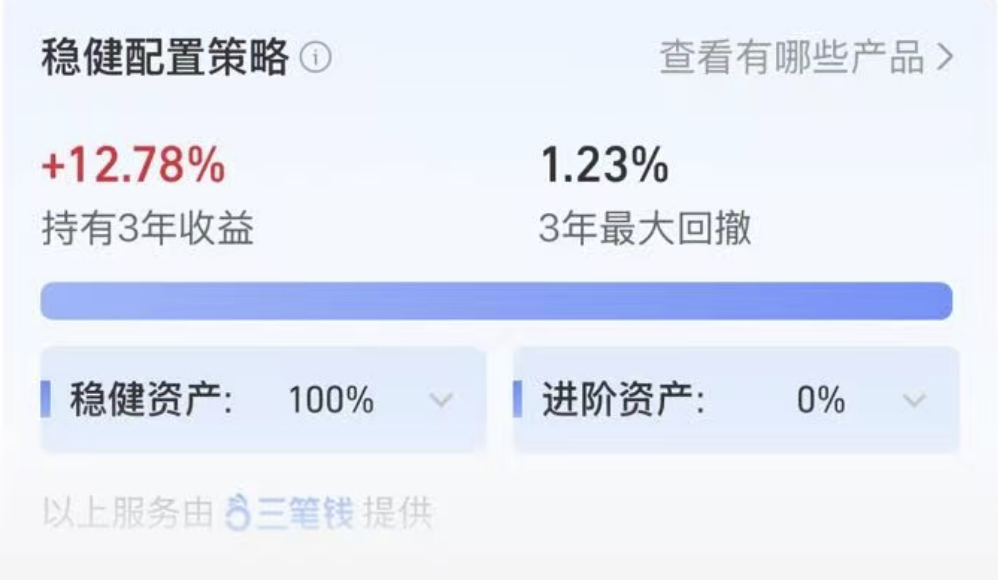 稳健配置策略 查看有哪些产品
+12.78% 1.23%
持有3年收益 3年最大回撤
稳健资产: 100% 进阶资产: 0%
以上服务由 三笔钱 提供